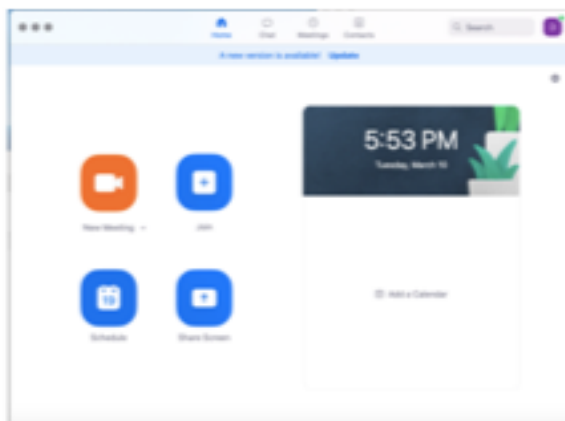 Home Chat Meetings Contacts
Search
A new version is available! Update
5:53 PM
Tuesday, March 10
New Meeting
Join
19
Add a Calendar
Schedule
Share Screen